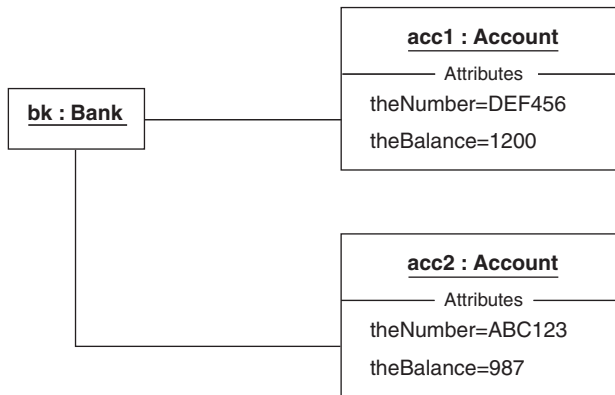 acc1 : Account
Attributes
theNumber=DEF456
theBalance=1200
bk : Bank
acc2 : Account
Attributes
theNumber=ABC123
theBalance=987